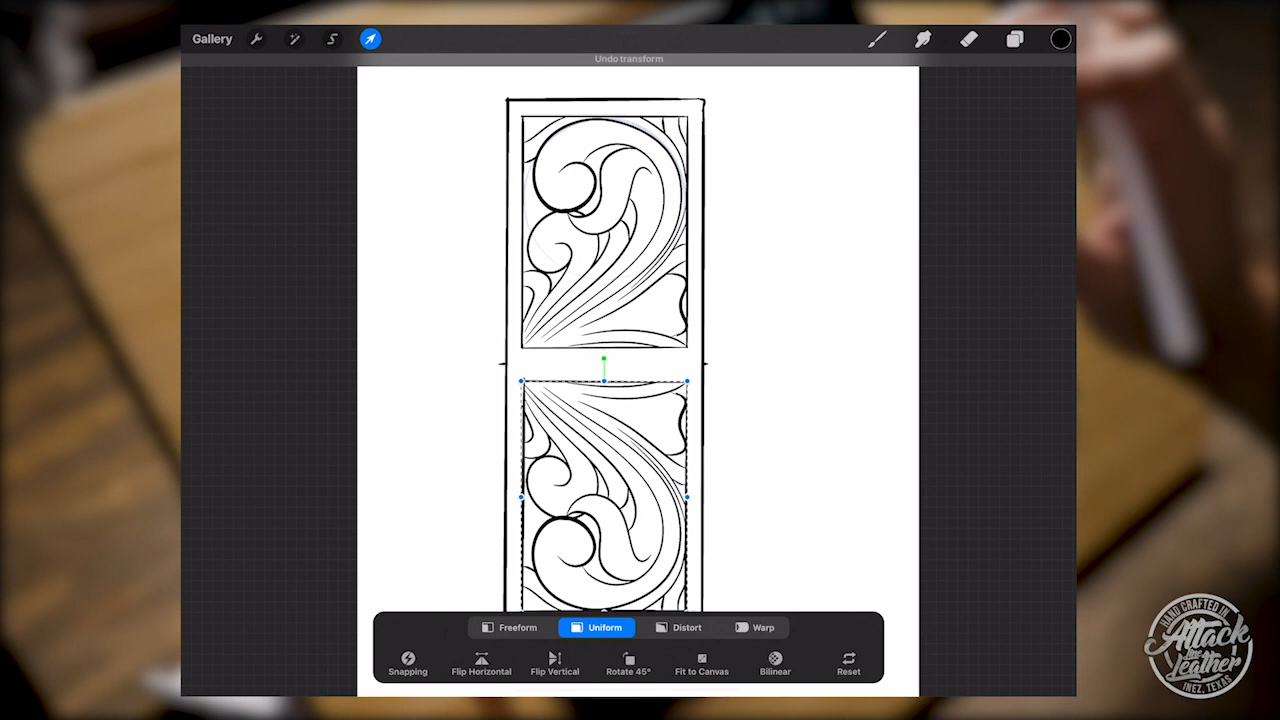 Gallery
Undo transform
Freeform Uniform Distort Warp
Snapping Flip Horizontal Flip Vertical Rotate 45° Fit to Canvas Bilinear Reset
HAND CRAFTED IN
Attack
the
Leather
INEZ, TEXAS